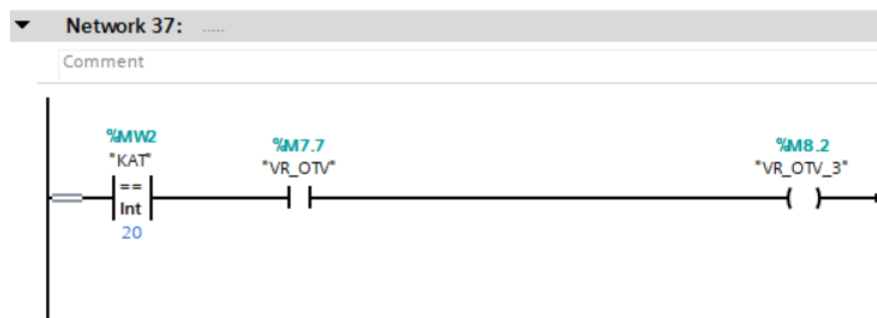 Network 37: .....
Comment
%MW2
"KAT"
==
Int
20
%M7.7
"VR_OTV"
%M8.2
"VR_OTV_3"